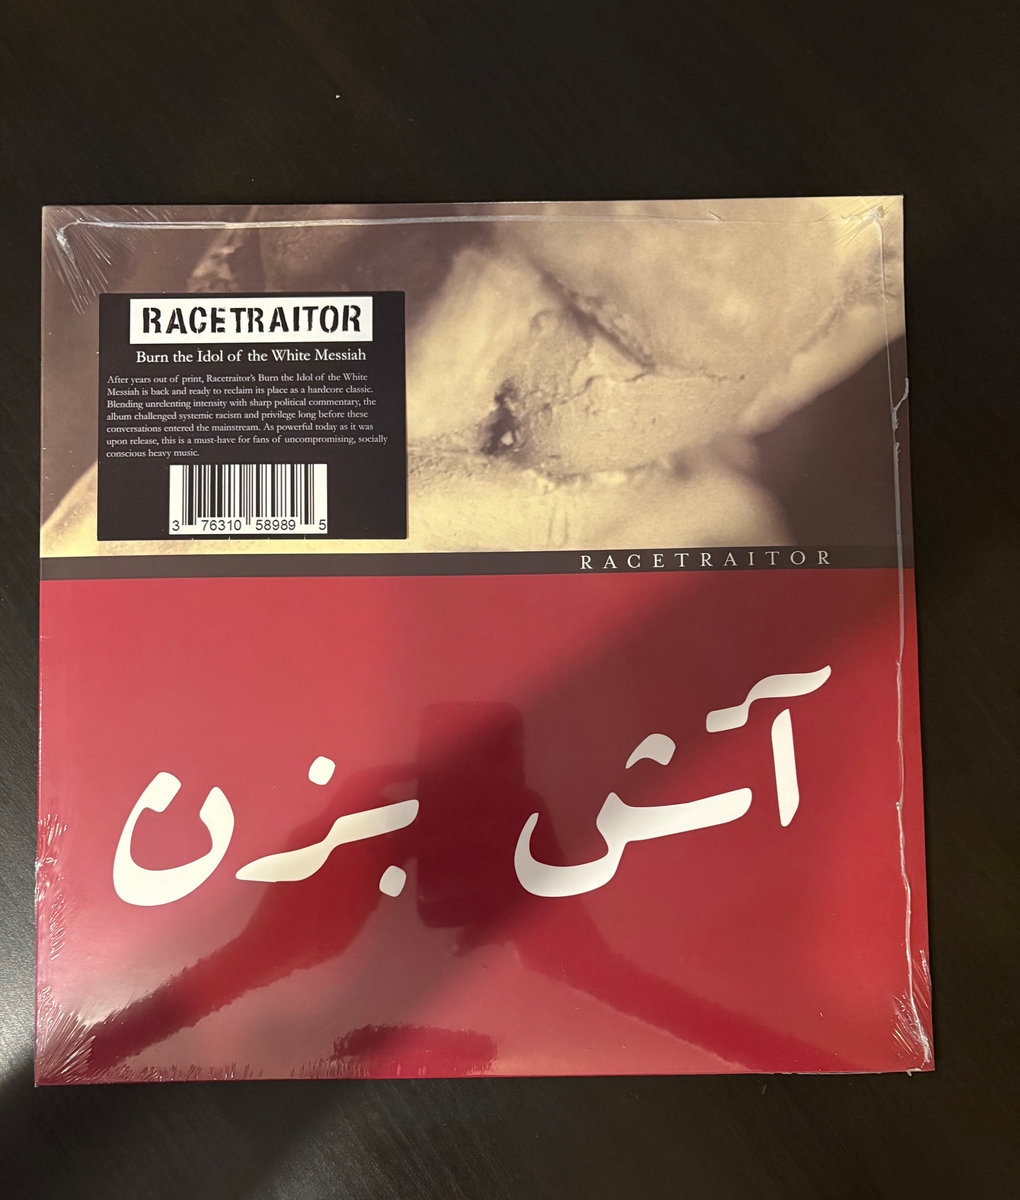 RACETRAITOR
Burn the Idol of the White Messiah
After years out of print, Racetraitor's Burn the Idol of the White
Messiah is back and ready to reclaim its place as a hardcore classic.
Blending unrelenting intensity with sharp political commentary, the
album challenged systemic racism and privilege long before these
conversations entered the mainstream. As powerful today as it was
upon release, this is a must-have for fans of uncompromising, socially
conscious heavy music.
3 76310 58989 5
RACETRAITOR
آتش بزن